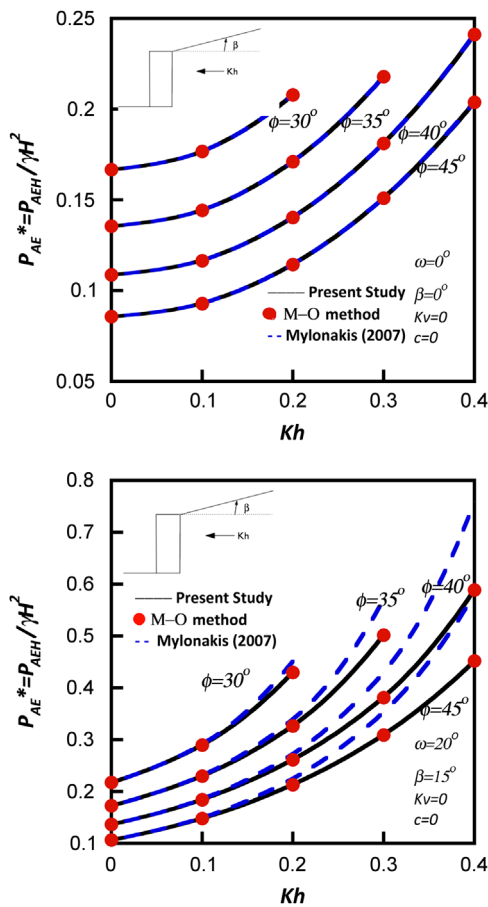 0.25
β
Kh
0.2
ϕ=30°
ϕ=35°
ϕ=40°
0.15
ϕ=45°
P_AE*=P_AEH/γH²
ω=0°
0.1
Present Study
β=0°
M–O method
Kv=0
Mylonakis (2007)
c=0
0.05
0 0.1 0.2 0.3 0.4
Kh
0.8
β
0.7
Kh
0.6
Present Study
ϕ=40°
M–O method
ϕ=35°
0.5
Mylonakis (2007)
P_AE*=P_AEH/γH²
ϕ=30°
0.4
ϕ=45°
0.3
ω=20°
β=15°
0.2
Kv=0
c=0
0.1
0 0.1 0.2 0.3 0.4
Kh